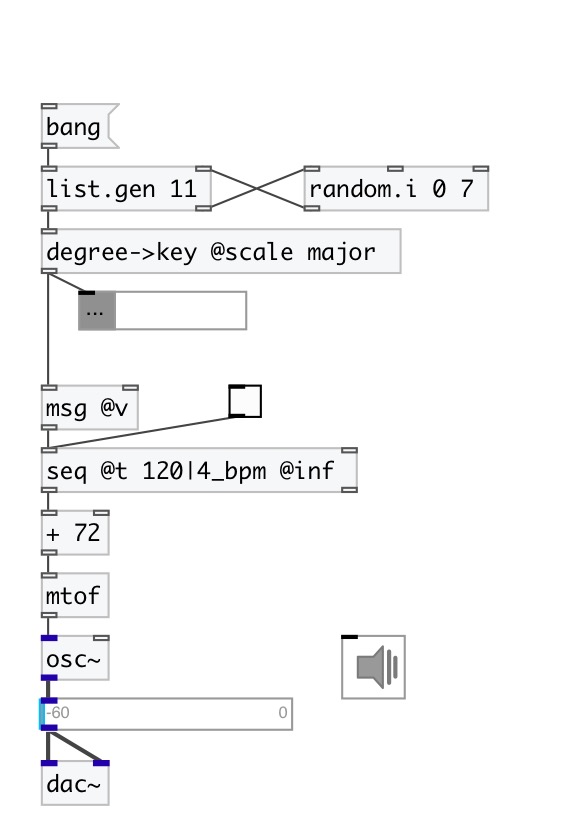 bang
list.gen 11
random.i 0 7
degree->key @scale major
...
msg @v
seq @t 120|4_bpm @inf
+ 72
mtof
osc~
-60 0
dac~